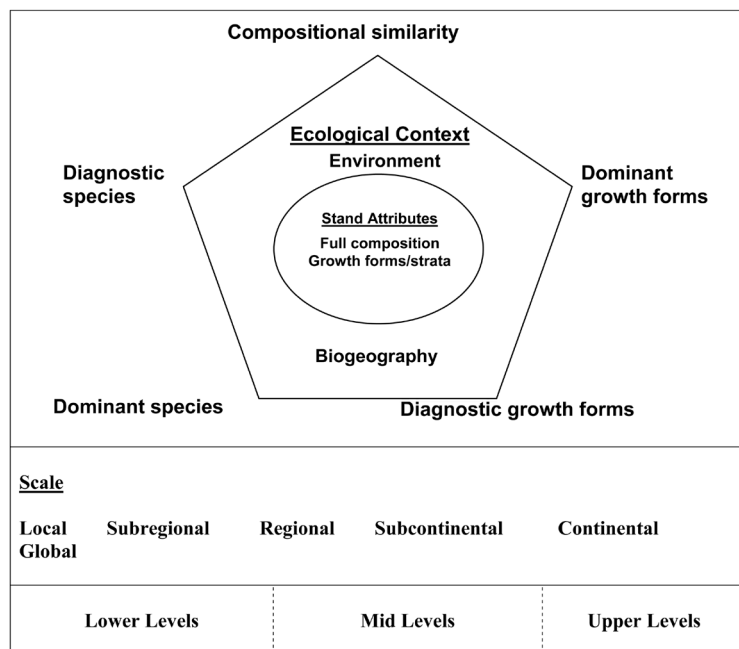 Compositional similarity
Ecological Context
Environment
Diagnostic
species
Dominant
growth forms
Stand Attributes
Full composition
Growth forms/strata
Biogeography
Dominant species
Diagnostic growth forms
Scale
Local Subregional Regional Subcontinental Continental
Global
Lower Levels Mid Levels Upper Levels